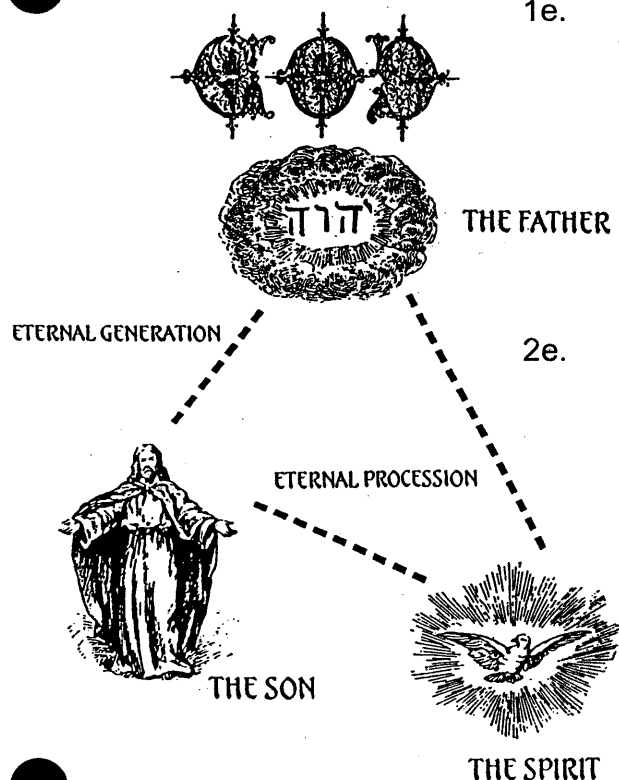 1e.
GOD
יהוה
THE FATHER
ETERNAL GENERATION
2e.
ETERNAL PROCESSION
THE SON
THE SPIRIT